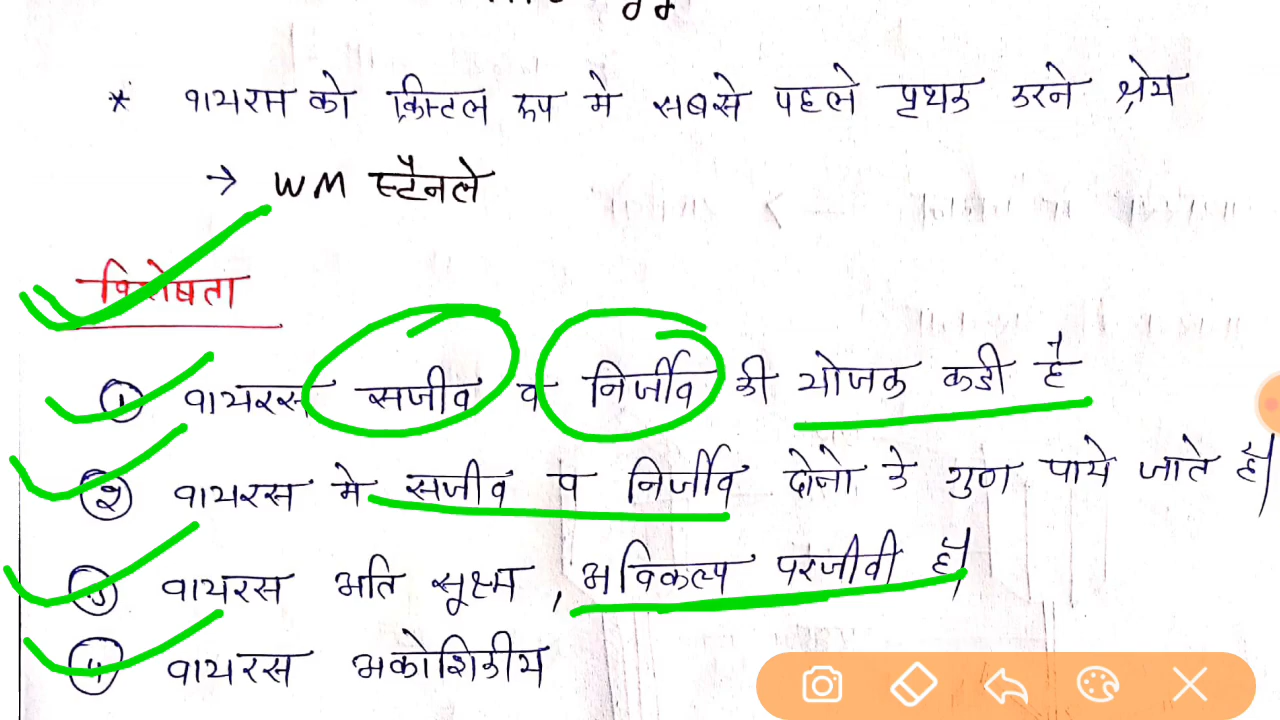 * वायरस को क्रिस्टल रूप मे सबसे पहले पृथक करने श्रेय
→ WM स्टैनले
विशेषता
① वायरस सजीव व निर्जीव की योजक कडी है
② वायरस मे सजीव व निर्जीव दोनो के गुण पाये जाते है।
③ वायरस अति सूक्ष्म, अविकल्प परजीवी है।
④ वायरस अकोशिकीय